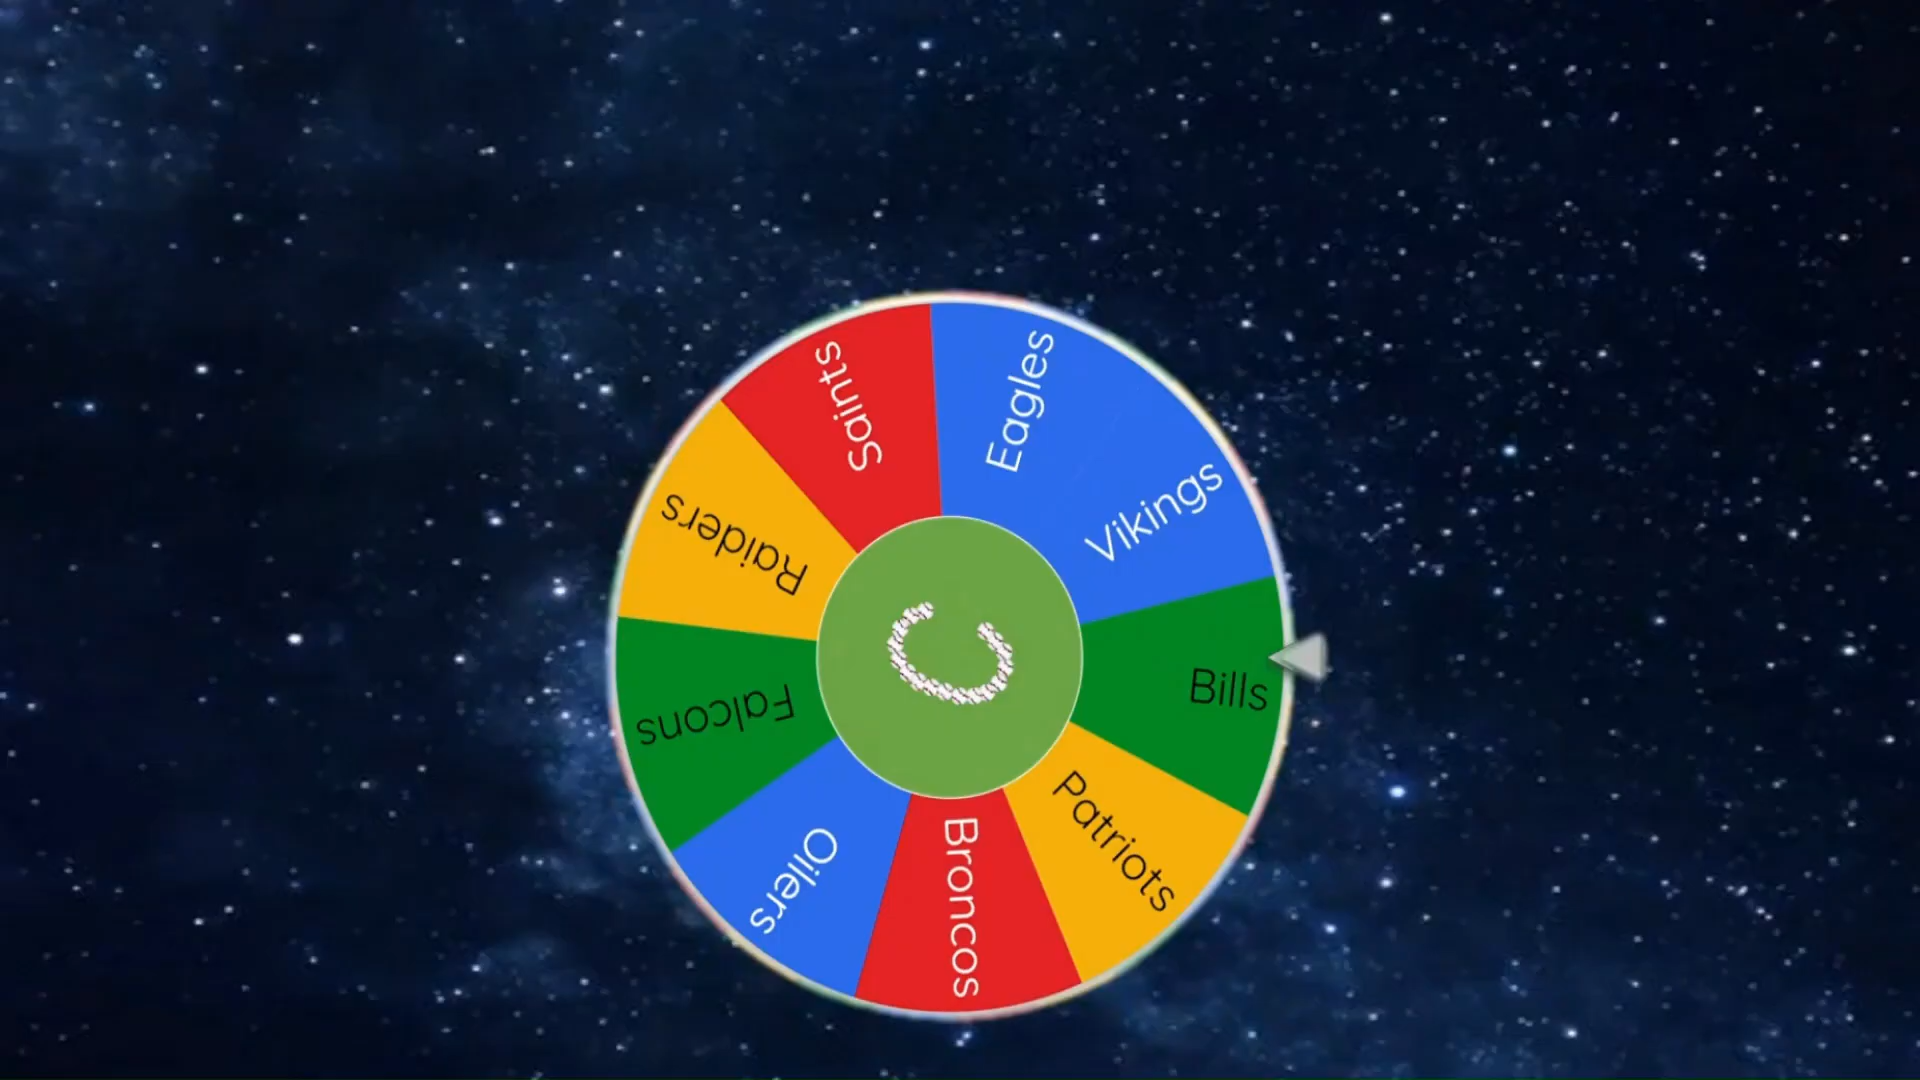 Saints
Eagles
Vikings
Bills
Patriots
Broncos
Oilers
Falcons
Raiders